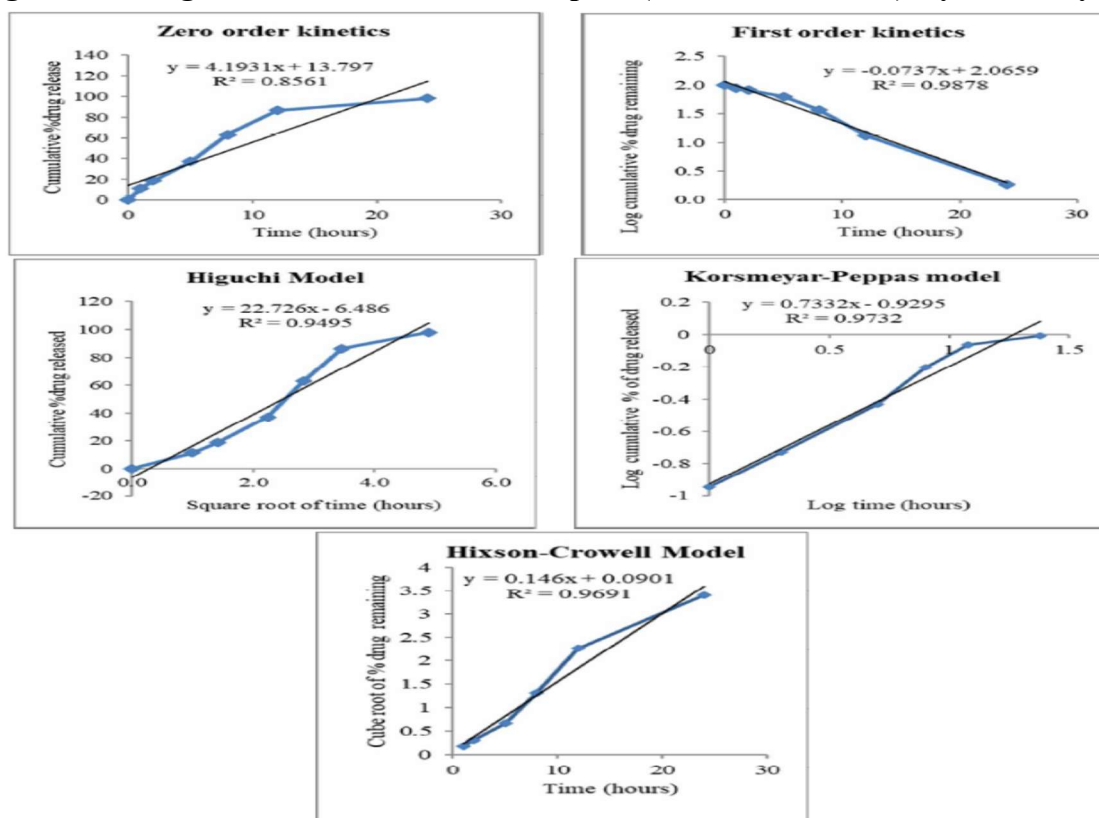 Zero order kinetics
y = 4.1931x + 13.797
R² = 0.8561
Cumulative %drug release
140
120
100
80
60
40
20
0
0 10 20 30
Time (hours)
First order kinetics
y = -0.0737x + 2.0659
R² = 0.9878
Log cumulative % drug remaining
2.5
2.0
1.5
1.0
0.5
0.0
0 10 20 30
Time (hours)
Higuchi Model
y = 22.726x - 6.486
R² = 0.9495
Cumulative %drug released
120
100
80
60
40
20
0
-20
0.0 2.0 4.0 6.0
Square root of time (hours)
Korsmeyar-Peppas model
y = 0.7332x - 0.9295
R² = 0.9732
Log cumulative % of drug released
0.2
0
-0.2
-0.4
-0.6
-0.8
-1
0 0.5 1 1.5
Log time (hours)
Hixson-Crowell Model
y = 0.146x + 0.0901
R² = 0.9691
Cube root of % drug remaining
4
3.5
3
2.5
2
1.5
1
0.5
0
0 10 20 30
Time (hours)